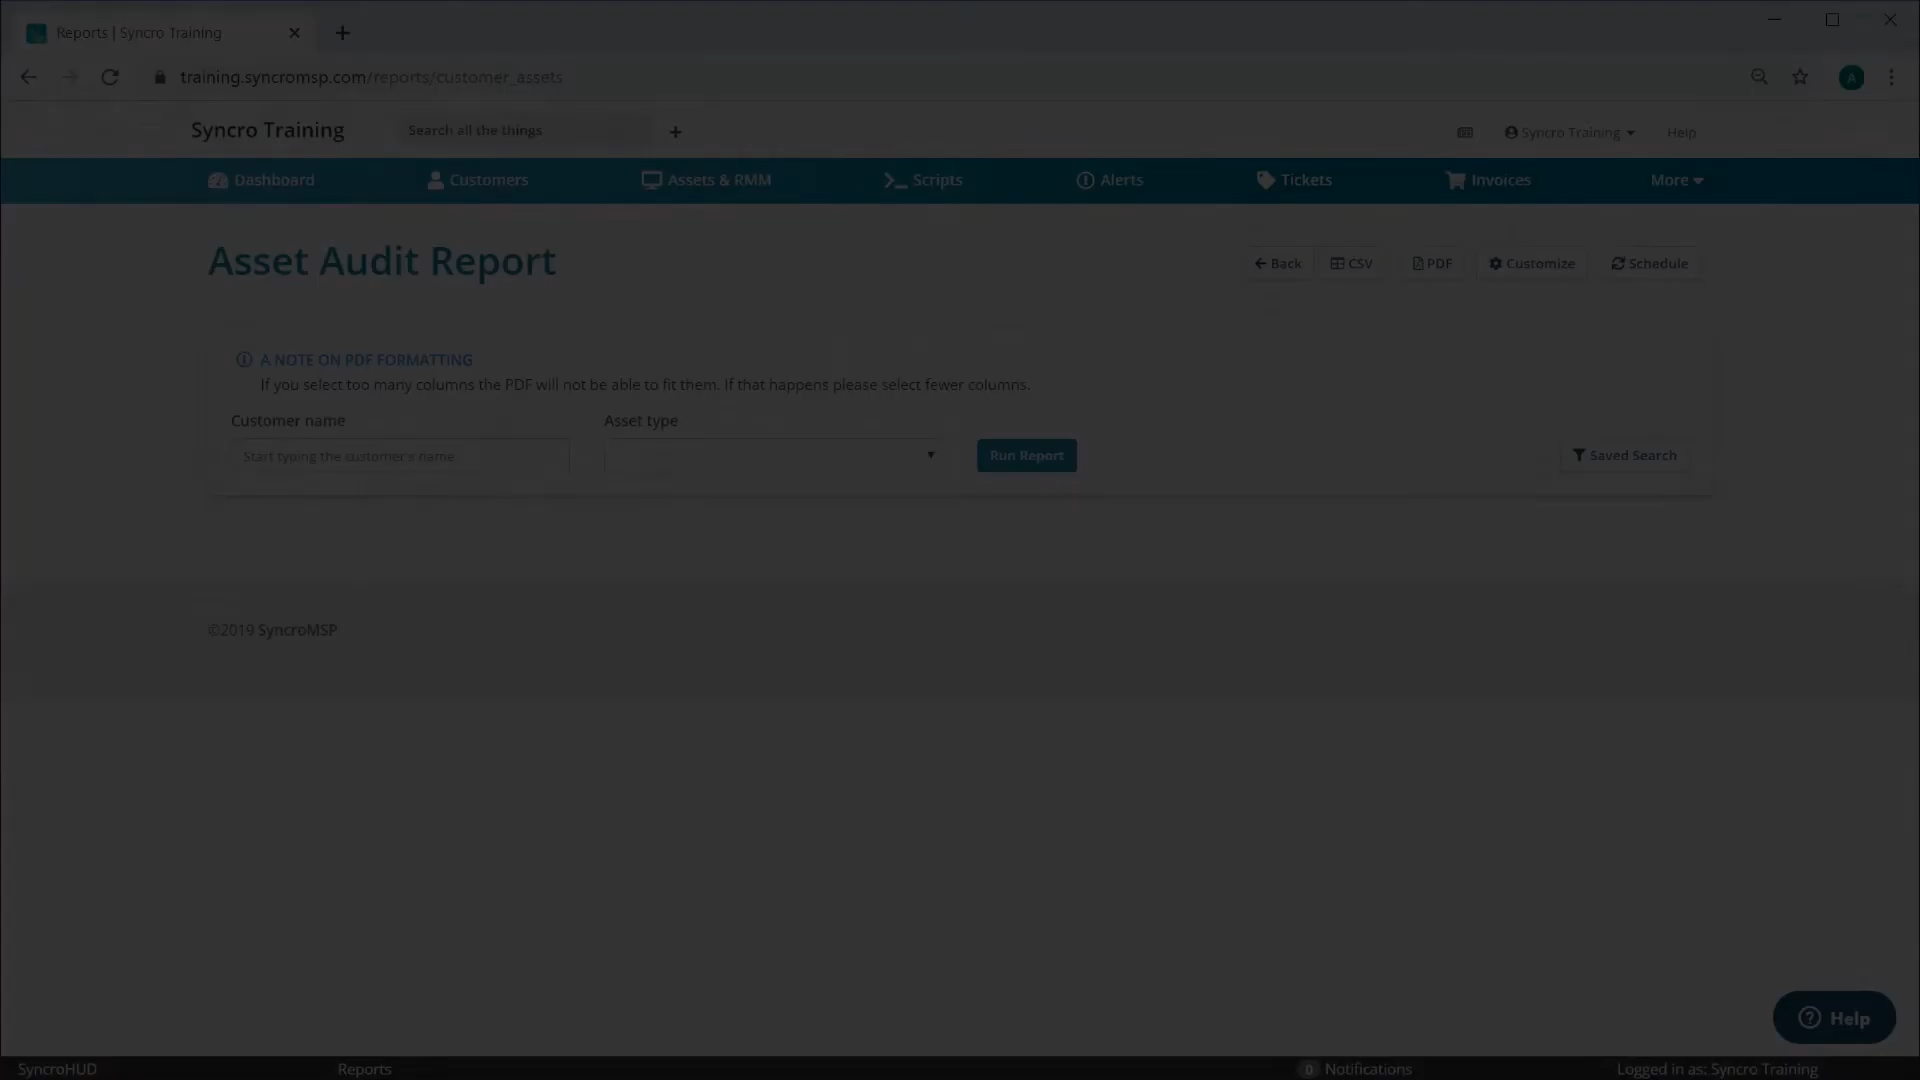 Reports | Syncro Training
training.syncromsp.com/reports/customer_assets
A
Syncro Training
Search all the things
Syncro Training
Help
Dashboard
Customers
Assets & RMM
Scripts
Alerts
Tickets
Invoices
More
Asset Audit Report
Back
CSV
PDF
Customize
Schedule
A NOTE ON PDF FORMATTING
If you select too many columns the PDF will not be able to fit them. If that happens please select fewer columns.
Customer name
Asset type
Start typing the customer's name
Run Report
Saved Search
©2019 SyncroMSP
Help
SyncroHUD
Reports
0 Notifications
Logged in as: Syncro Training